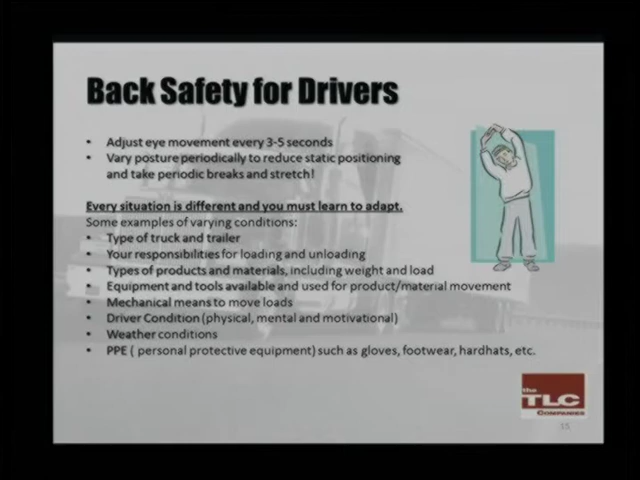 Back Safety for Drivers
• Adjust eye movement every 3-5 seconds
• Vary posture periodically to reduce static positioning
and take periodic breaks and stretch!
Every situation is different and you must learn to adapt.
Some examples of varying conditions:
• Type of truck and trailer
• Your responsibilities for loading and unloading
• Types of products and materials, including weight and load
• Equipment and tools available and used for product/material movement
• Mechanical means to move loads
• Driver Condition (physical, mental and motivational)
• Weather conditions
• PPE ( personal protective equipment) such as gloves, footwear, hardhats, etc.
the
TLC
COMPANIES
15